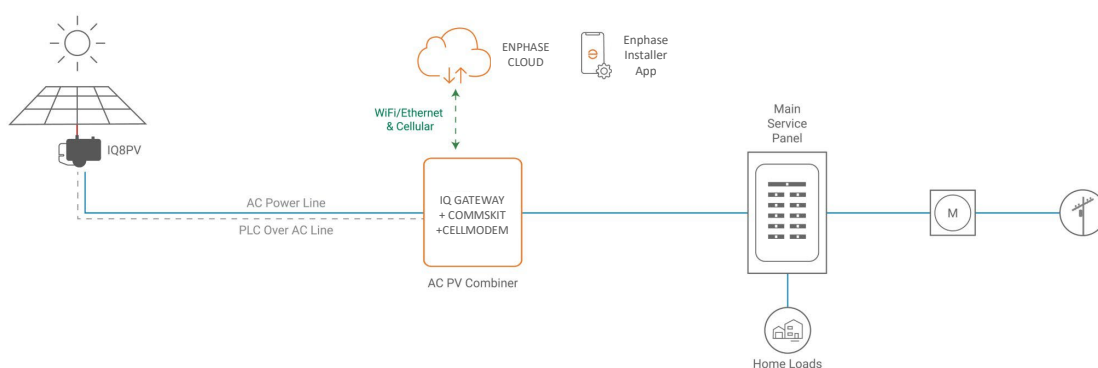 ENPHASE
CLOUD
Enphase
Installer
App
WiFi/Ethernet
& Cellular
Main
Service
Panel
IQ8PV
AC Power Line
PLC Over AC Line
IQ GATEWAY
+ COMMSKIT
+CELLMODEM
AC PV Combiner
M
Home Loads